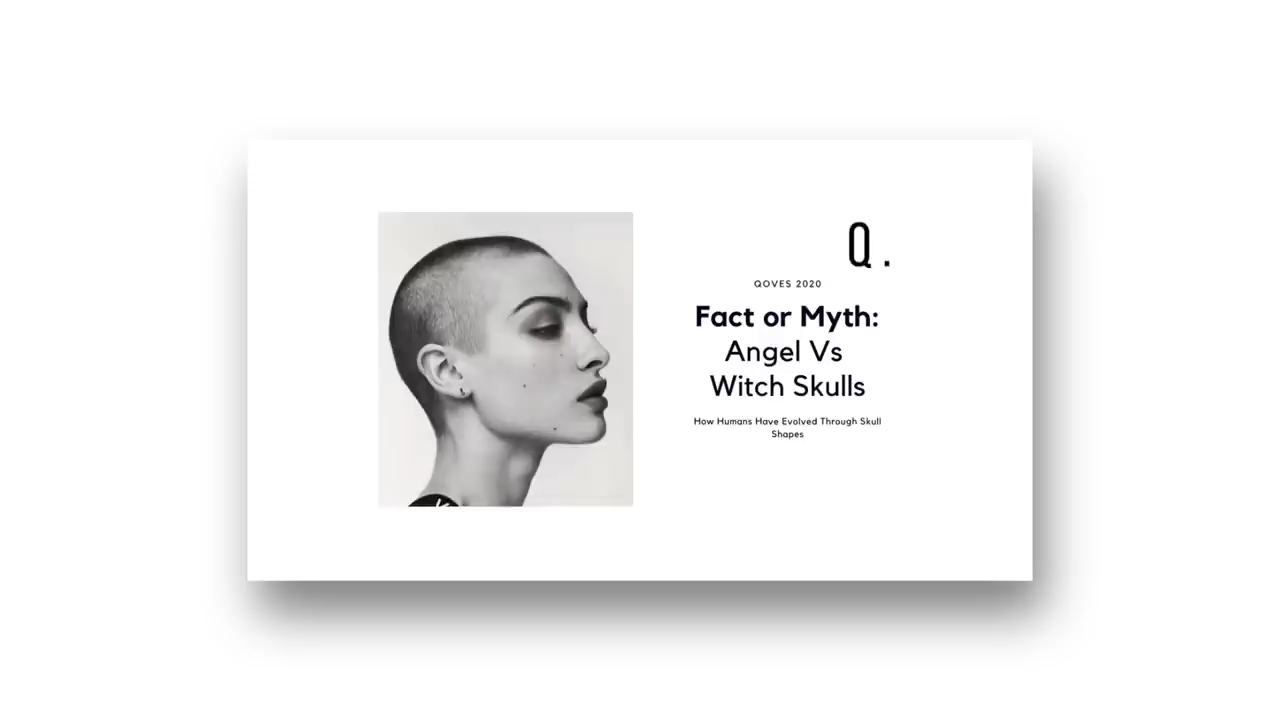 Q.
QOVES 2020
Fact or Myth:
Angel Vs
Witch Skulls
How Humans Have Evolved Through Skull
Shapes